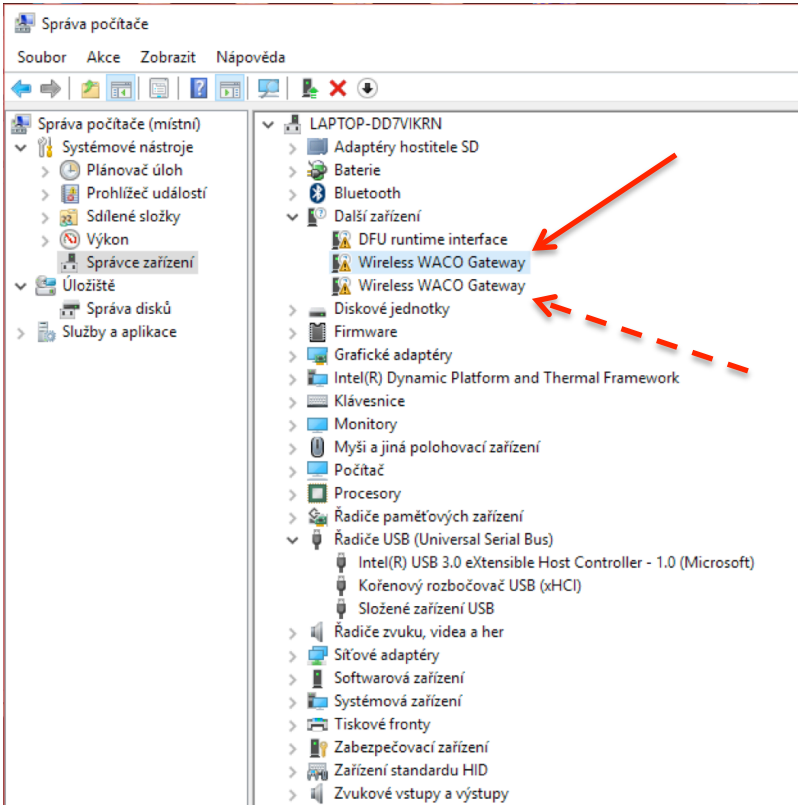 Správa počítače
Soubor Akce Zobrazit Nápověda
Správa počítače (místní)
Systémové nástroje
Plánovač úloh
Prohlížeč událostí
Sdílené složky
Výkon
Správce zařízení
Úložiště
Správa disků
Služby a aplikace
LAPTOP-DD7VIKRN
Adaptéry hostitele SD
Baterie
Bluetooth
Další zařízení
DFU runtime interface
Wireless WACO Gateway
Wireless WACO Gateway
Diskové jednotky
Firmware
Grafické adaptéry
Intel(R) Dynamic Platform and Thermal Framework
Klávesnice
Monitory
Myši a jiná polohovací zařízení
Počítač
Procesory
Řadiče paměťových zařízení
Řadiče USB (Universal Serial Bus)
Intel(R) USB 3.0 eXtensible Host Controller - 1.0 (Microsoft)
Kořenový rozbočovač USB (xHCI)
Složené zařízení USB
Řadiče zvuku, videa a her
Síťové adaptéry
Softwarová zařízení
Systémová zařízení
Tiskové fronty
Zabezpečovací zařízení
Zařízení standardu HID
Zvukové vstupy a výstupy